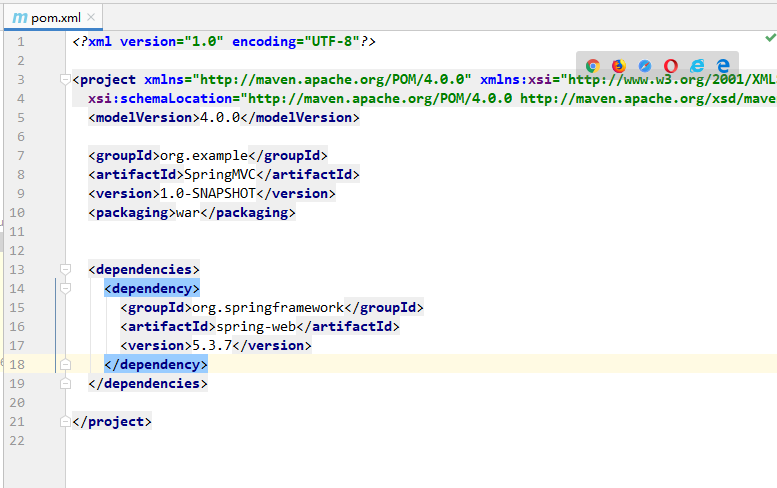 pom.xml
1 <?xml version="1.0" encoding="UTF-8"?>
2
3 <project xmlns="http://maven.apache.org/POM/4.0.0" xmlns:xsi="http://www.w3.org/2001/XML
4 xsi:schemaLocation="http://maven.apache.org/POM/4.0.0 http://maven.apache.org/xsd/mave
5 <modelVersion>4.0.0</modelVersion>
6
7 <groupId>org.example</groupId>
8 <artifactId>SpringMVC</artifactId>
9 <version>1.0-SNAPSHOT</version>
10 <packaging>war</packaging>
11
12
13 <dependencies>
14 <dependency>
15 <groupId>org.springframework</groupId>
16 <artifactId>spring-web</artifactId>
17 <version>5.3.7</version>
18 </dependency>
19 </dependencies>
20
21 </project>
22